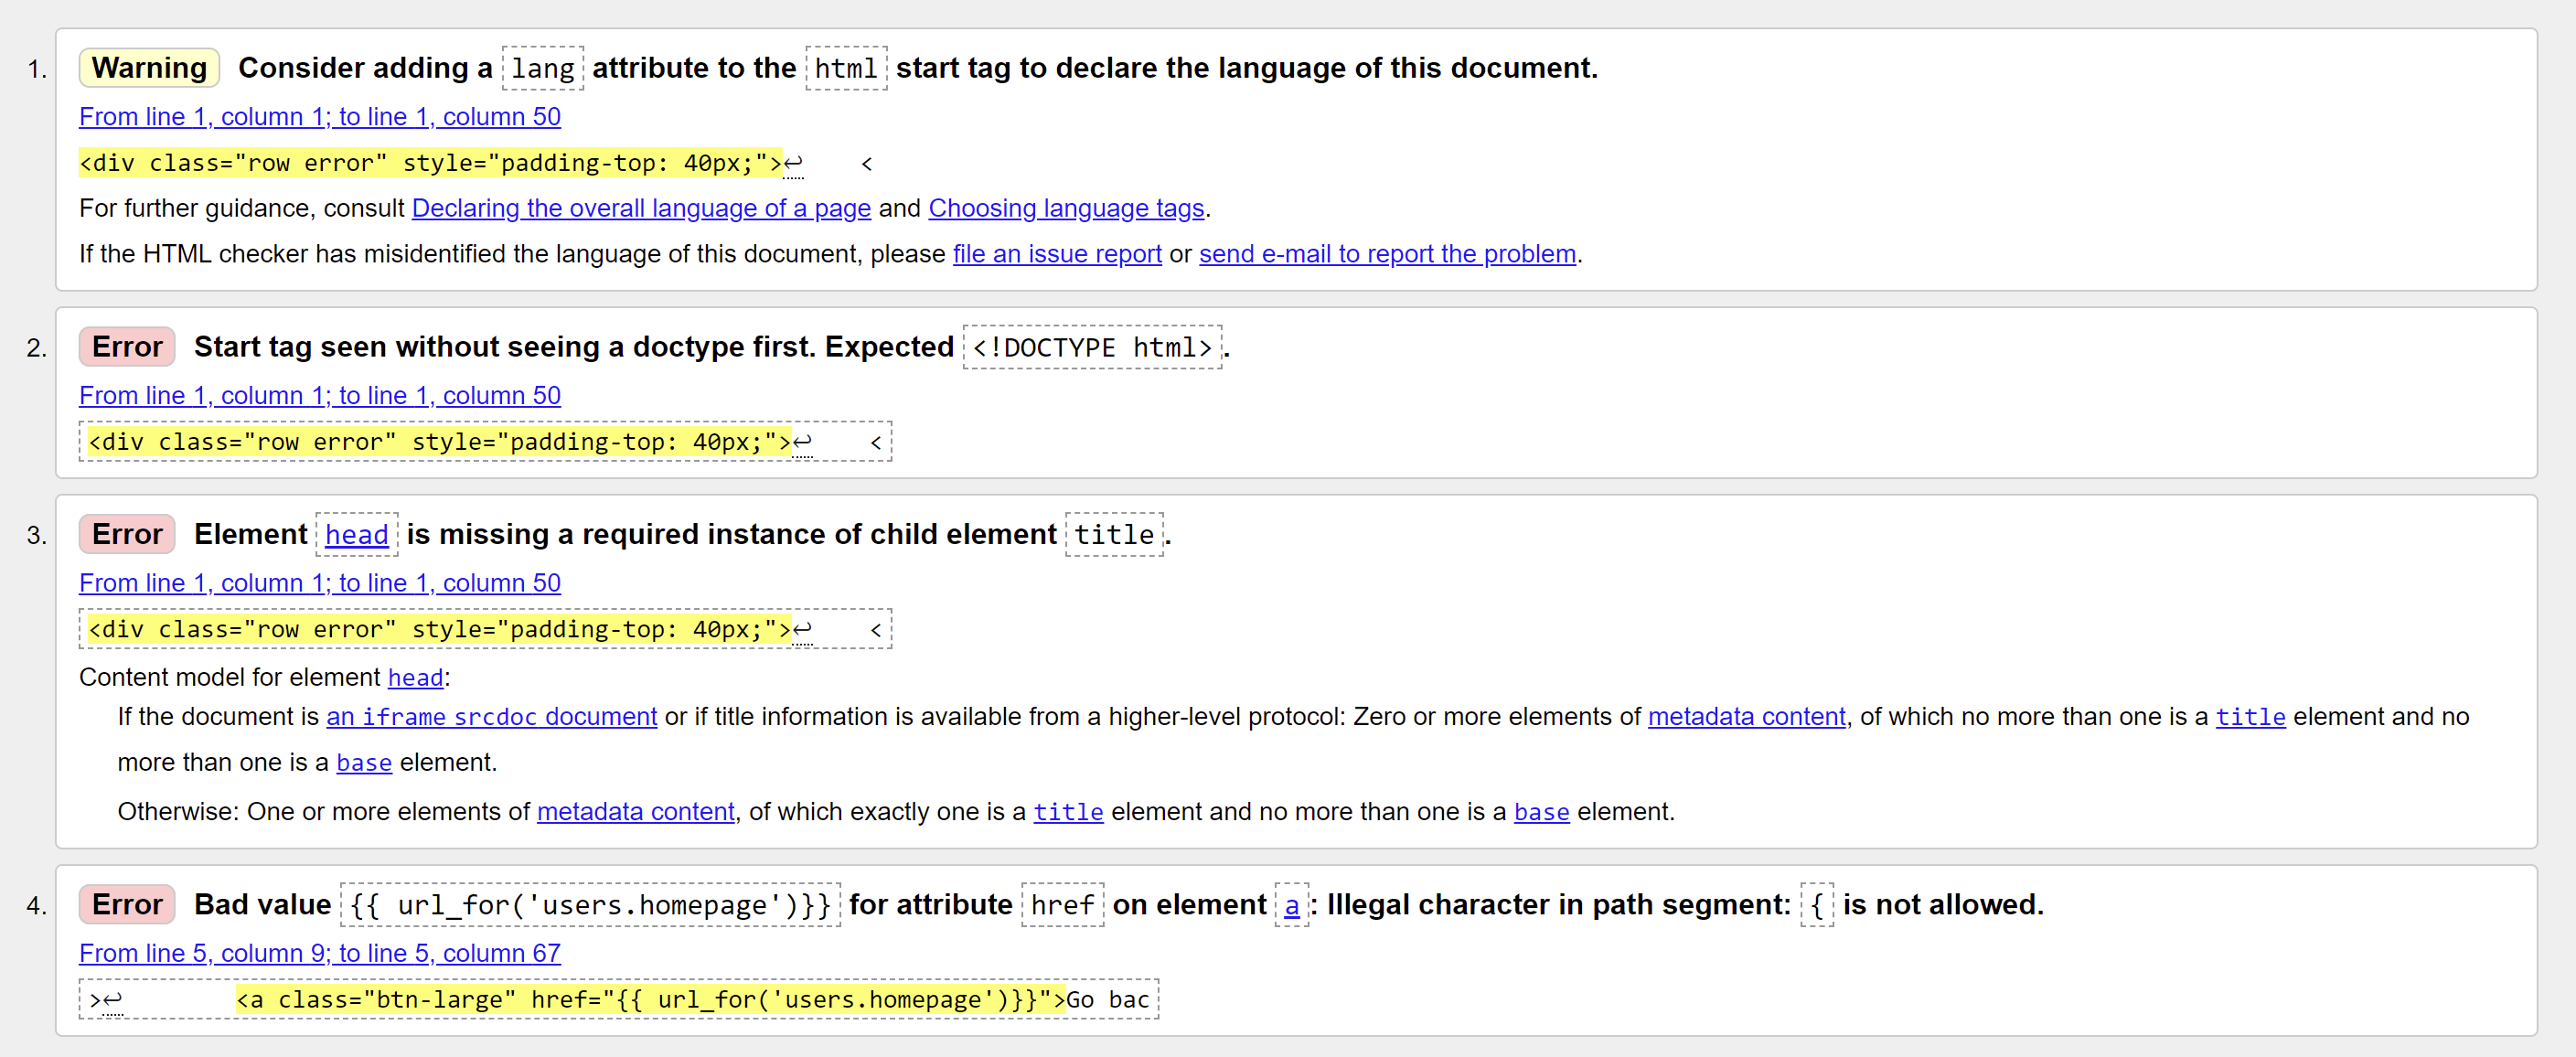 1. Warning Consider adding a lang attribute to the html start tag to declare the language of this document.
From line 1, column 1; to line 1, column 50
<div class="row error" style="padding-top: 40px;">↩    <
For further guidance, consult Declaring the overall language of a page and Choosing language tags.
If the HTML checker has misidentified the language of this document, please file an issue report or send e-mail to report the problem.
2. Error Start tag seen without seeing a doctype first. Expected <!DOCTYPE html>.
From line 1, column 1; to line 1, column 50
<div class="row error" style="padding-top: 40px;">↩    <
3. Error Element head is missing a required instance of child element title.
From line 1, column 1; to line 1, column 50
<div class="row error" style="padding-top: 40px;">↩    <
Content model for element head:
If the document is an iframe srcdoc document or if title information is available from a higher-level protocol: Zero or more elements of metadata content, of which no more than one is a title element and no
more than one is a base element.
Otherwise: One or more elements of metadata content, of which exactly one is a title element and no more than one is a base element.
4. Error Bad value {{ url_for('users.homepage')}} for attribute href on element a: Illegal character in path segment: { is not allowed.
From line 5, column 9; to line 5, column 67
>↩        <a class="btn-large" href="{{ url_for('users.homepage')}}">Go bac